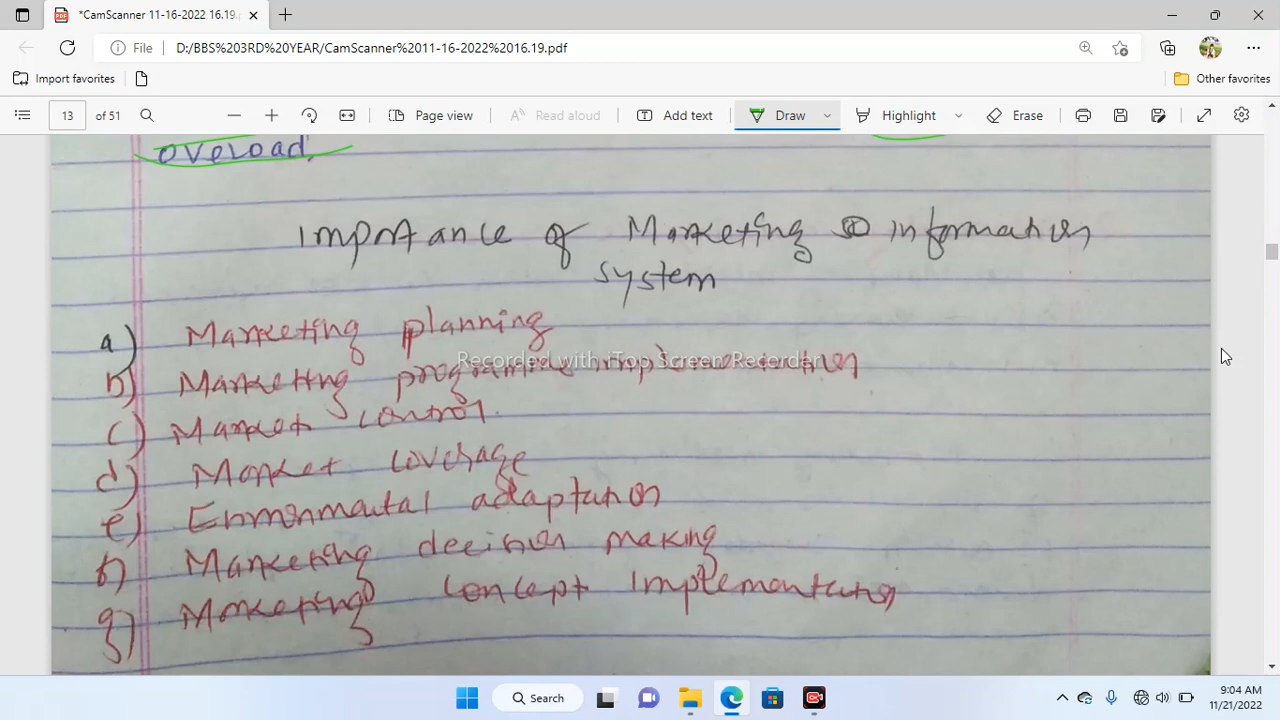 *CamScanner 11-16-2022 16.19.p
File D:/BBS%203RD%20YEAR/CamScanner%2011-16-2022%2016.19.pdf
Import favorites Other favorites
13 of 51 Page view Read aloud Add text Draw Highlight Erase
oveLoad.
Importance of Marketing information
system
a) Marketing planning
Recorded with iTop Screen Recorder
b) Marketing programme implementation
c) Market control.
d) Market coverage
e) Environmental adaptation
f) Marketing decision making
g) Marketing concept implementation
Search
9:04 AM
11/21/2022